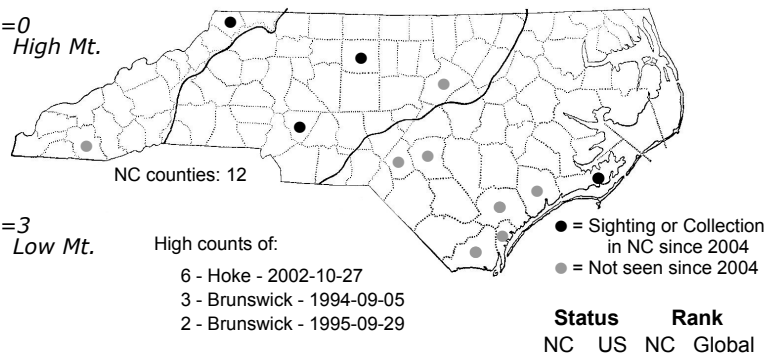 =0
High Mt.
NC counties: 12
=3
Low Mt.
High counts of:
6 - Hoke - 2002-10-27
3 - Brunswick - 1994-09-05
2 - Brunswick - 1995-09-29
● = Sighting or Collection
in NC since 2004
● = Not seen since 2004
Status Rank
NC US NC Global